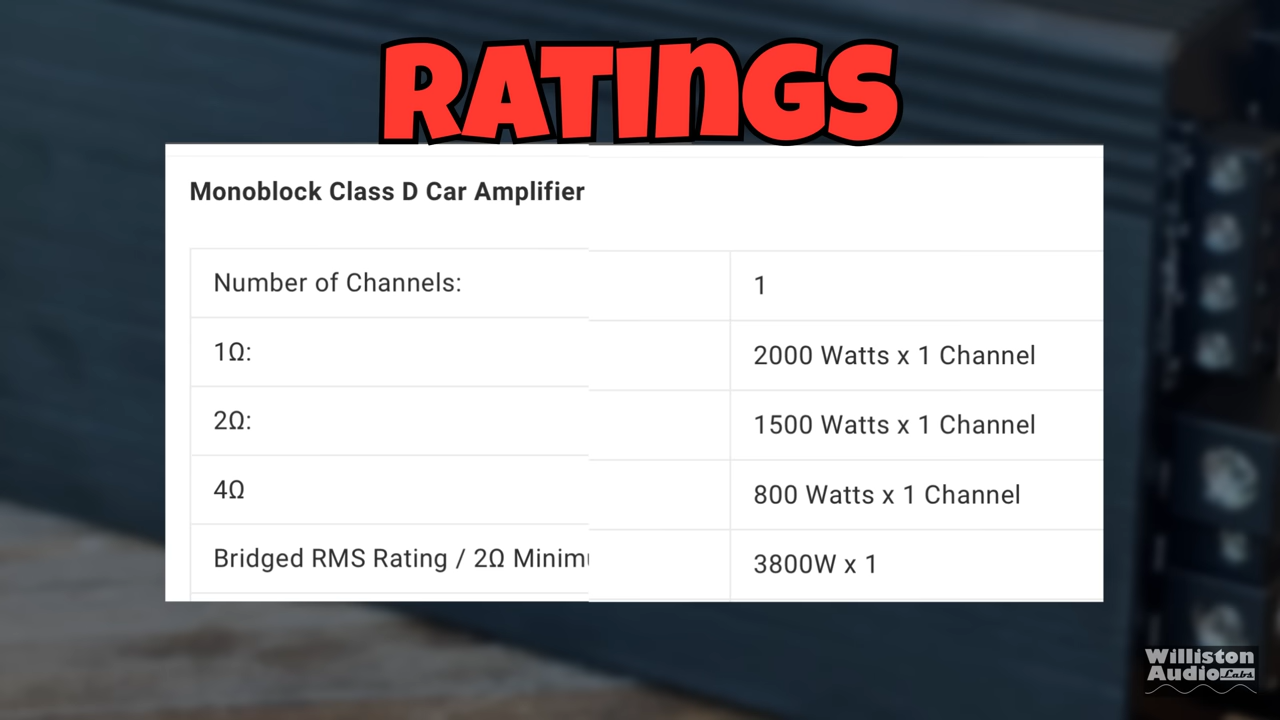 RATINGS
Monoblock Class D Car Amplifier
Number of Channels: 1
1Ω: 2000 Watts x 1 Channel
2Ω: 1500 Watts x 1 Channel
4Ω 800 Watts x 1 Channel
Bridged RMS Rating / 2Ω 3800W x 1
Williston
Audio Labs